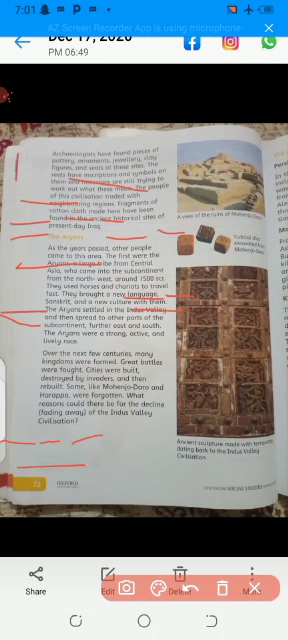 7:01
AZ Screen Recorder App is using microphone
Dec 17, 2020
PM 06:49
Archaeologists have found pieces of
pottery, ornaments, jewellery, clay
figures, and seals at these sites. The
seals have inscriptions and symbols on
them and historians are still trying to
work out what these mean. The people
of this civilisation traded with
neighbouring regions. Fragments of
cotton cloth made here have been
found in the ancient historical sites of
present-day Iraq.
The Aryans
As the years passed, other people
came to this area. The first were the
Aryans, a large tribe from Central
Asia, who came into the subcontinent
from the north-west, around 1500 BCE.
They used horses and chariots to travel
fast. They brought a new language,
Sanskrit, and a new culture with them.
The Aryans settled in the Indus Valley
and then spread to other parts of the
subcontinent, further east and south.
The Aryans were a strong, active, and
lively race.
Over the next few centuries, many
kingdoms were formed. Great battles
were fought. Cities were built,
destroyed by invaders, and then
rebuilt. Some, like Mohenjo-Daro and
Harappa, were forgotten. What
reasons could there be for the decline
(fading away) of the Indus Valley
Civilisation?
A view of the ruins of Mohenjo-Daro
Cubical dice
excavated from
Mohenjo-Daro
Ancient sculpture made with terracotta
dating back to the Indus Valley
Civilisation
72
OXFORD
Share
Edit
Delete
More